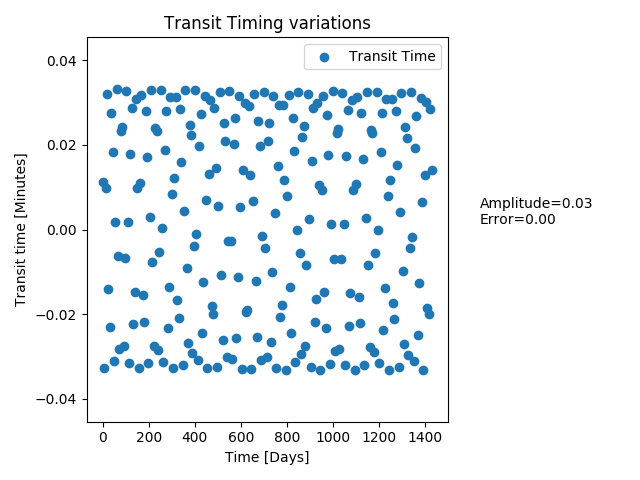 Transit Timing variations
Transit Time
0.04
0.02
0.00
−0.02
−0.04
Transit time [Minutes]
Amplitude=0.03
Error=0.00
0
200
400
600
800
1000
1200
1400
Time [Days]